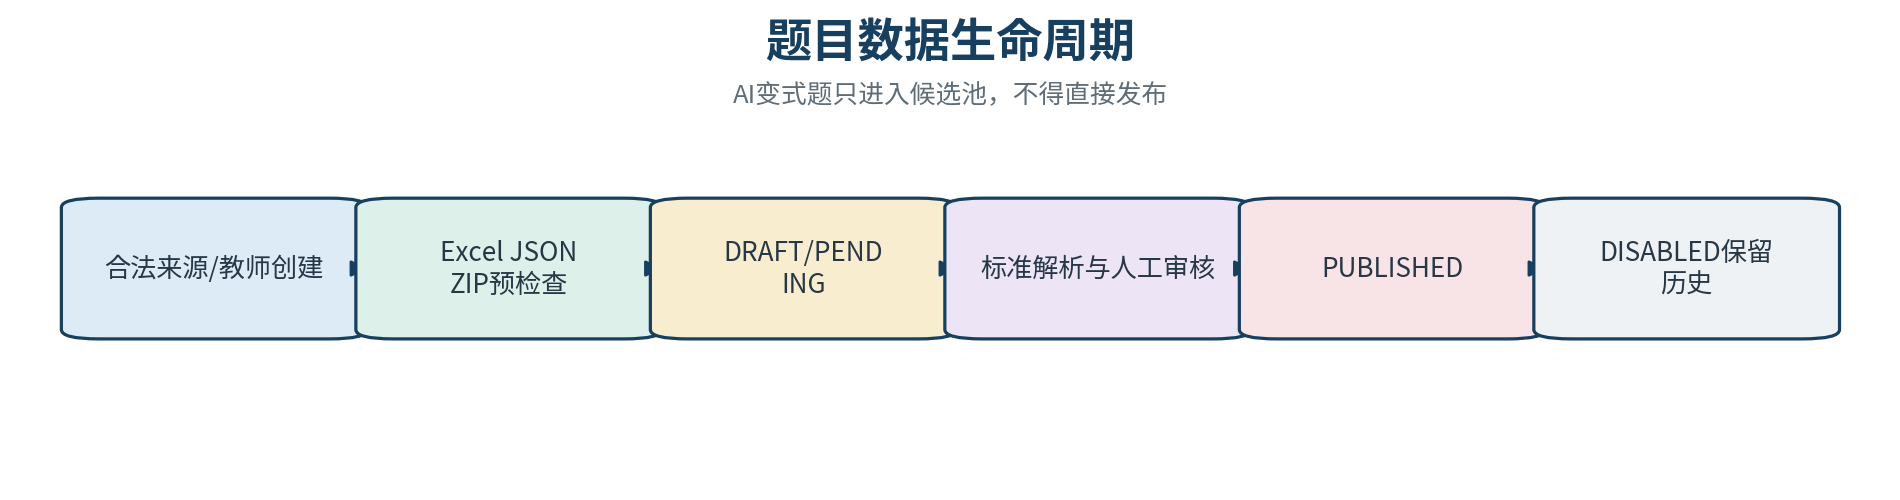 题目数据生命周期
AI变式题只进入候选池，不得直接发布
合法来源/教师创建
Excel JSON
ZIP预检查
DRAFT/PEND
ING
标准解析与人工审核
PUBLISHED
DISABLED保留
历史